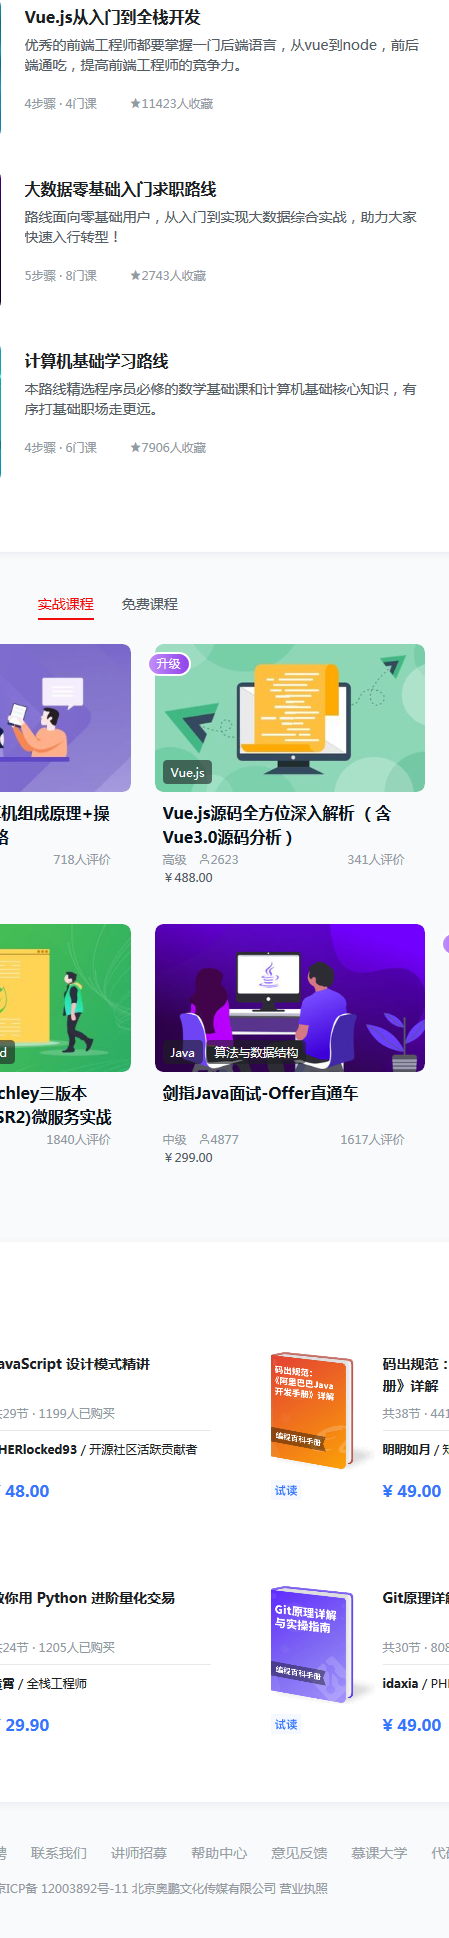 Vue.js从入门到全栈开发
优秀的前端工程师都要掌握一门后端语言，从vue到node，前后
端通吃，提高前端工程师的竞争力。
4步骤 · 4门课 ★11423人收藏
大数据零基础入门求职路线
路线面向零基础用户，从入门到实现大数据综合实战，助力大家
快速入行转型！
5步骤 · 8门课 ★2743人收藏
计算机基础学习路线
本路线精选程序员必修的数学基础课和计算机基础核心知识，有
序打基础职场走更远。
4步骤 · 6门课 ★7906人收藏
实战课程 免费课程
升级
Vue.js
机组成原理+操
718人评价
Vue.js源码全方位深入解析 （含
Vue3.0源码分析）
高级 2623 341人评价
￥488.00
d
chley三版本
SR2)微服务实战
1840人评价
Java 算法与数据结构
剑指Java面试-Offer直通车
中级 4877 1617人评价
￥299.00
avaScript 设计模式精讲
共29节 · 1199人已购买
HERlocked93 / 开源社区活跃贡献者
48.00
码出规范：
《阿里巴巴Java
开发手册》详解
编程百科手册
试读
码出规范：
册》详解
共38节 · 441
明明如月 /
¥ 49.00
你用 Python 进阶量化交易
共24节 · 1205人已购买
霄 / 全栈工程师
29.90
Git原理详解
与实操指南
编程百科手册
试读
Git原理详
共30节 · 808
idaxia / PH
¥ 49.00
联系我们 讲师招募 帮助中心 意见反馈 慕课大学 代
京ICP备 12003892号-11 北京奥鹏文化传媒有限公司 营业执照